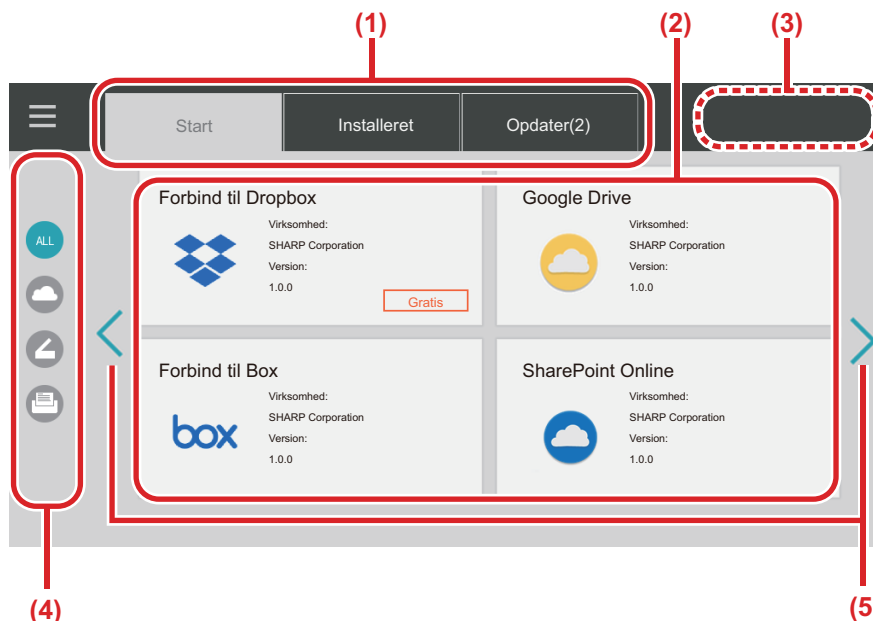 (1)
(2)
(3)
Start
Installeret
Opdater(2)
ALL
Forbind til Dropbox
Virksomhed:
SHARP Corporation
Version:
1.0.0
Gratis
Google Drive
Virksomhed:
SHARP Corporation
Version:
1.0.0
Forbind til Box
box
Virksomhed:
SHARP Corporation
Version:
1.0.0
SharePoint Online
Virksomhed:
SHARP Corporation
Version:
1.0.0
(4)
(5